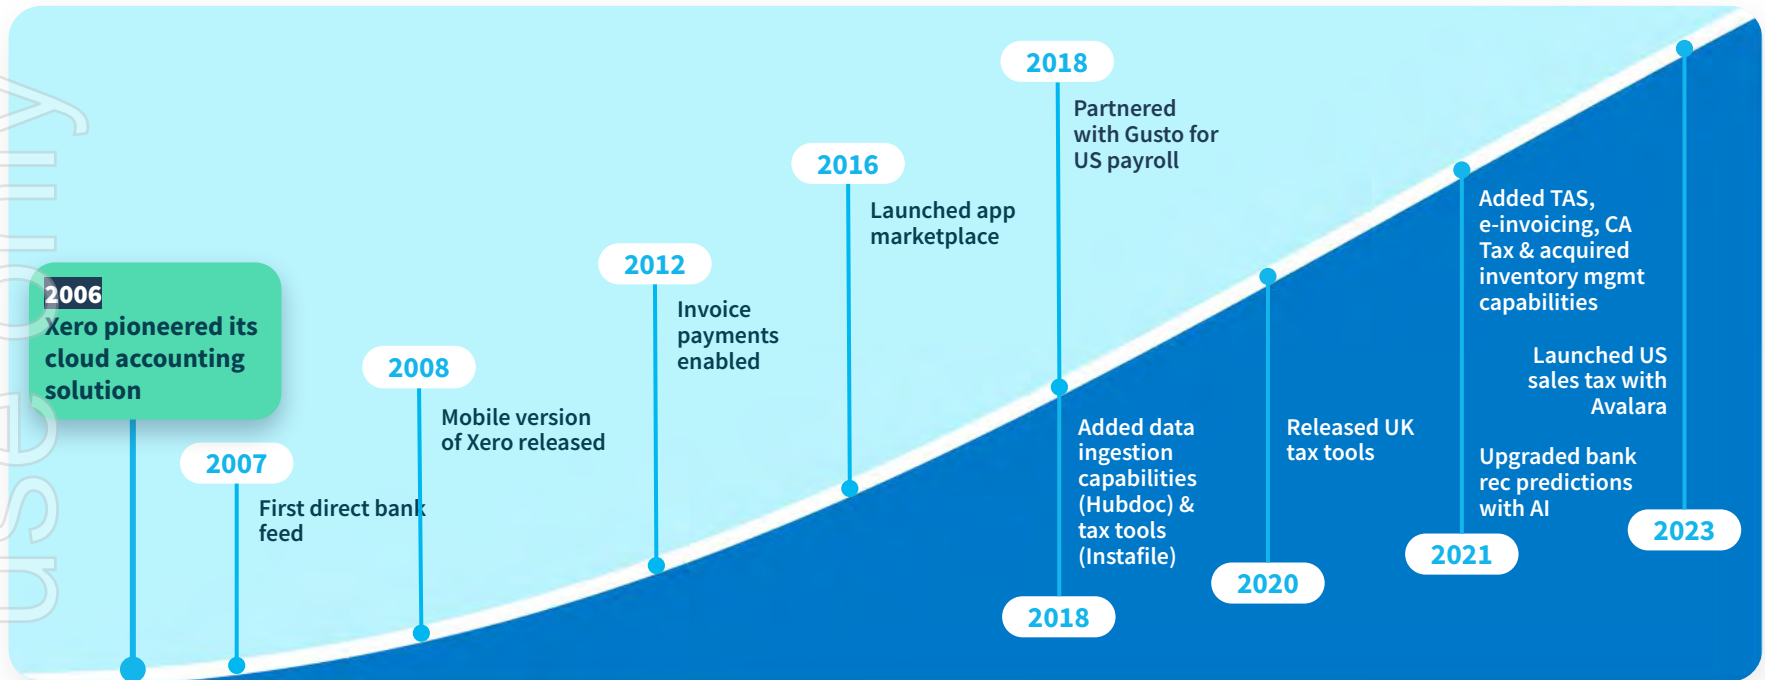 2006
Xero pioneered its
cloud accounting
solution
2007
First direct bank
feed
2008
Mobile version
of Xero released
2012
Invoice
payments
enabled
2016
Launched app
marketplace
2018
Partnered
with Gusto for
US payroll
Added data
ingestion
capabilities
(Hubdoc) &
tax tools
(Instafile)
2018
Released UK
tax tools
2020
Added TAS,
e-invoicing, CA
Tax & acquired
inventory mgmt
capabilities
Upgraded bank
rec predictions
with AI
2021
Launched US
sales tax with
Avalara
2023